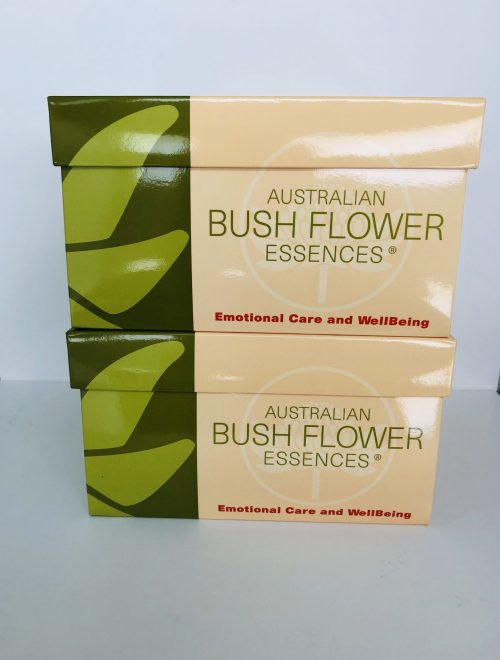 AUSTRALIAN
BUSH FLOWER
ESSENCES®
Emotional Care and WellBeing
AUSTRALIAN
BUSH FLOWER
ESSENCES®
Emotional Care and WellBeing